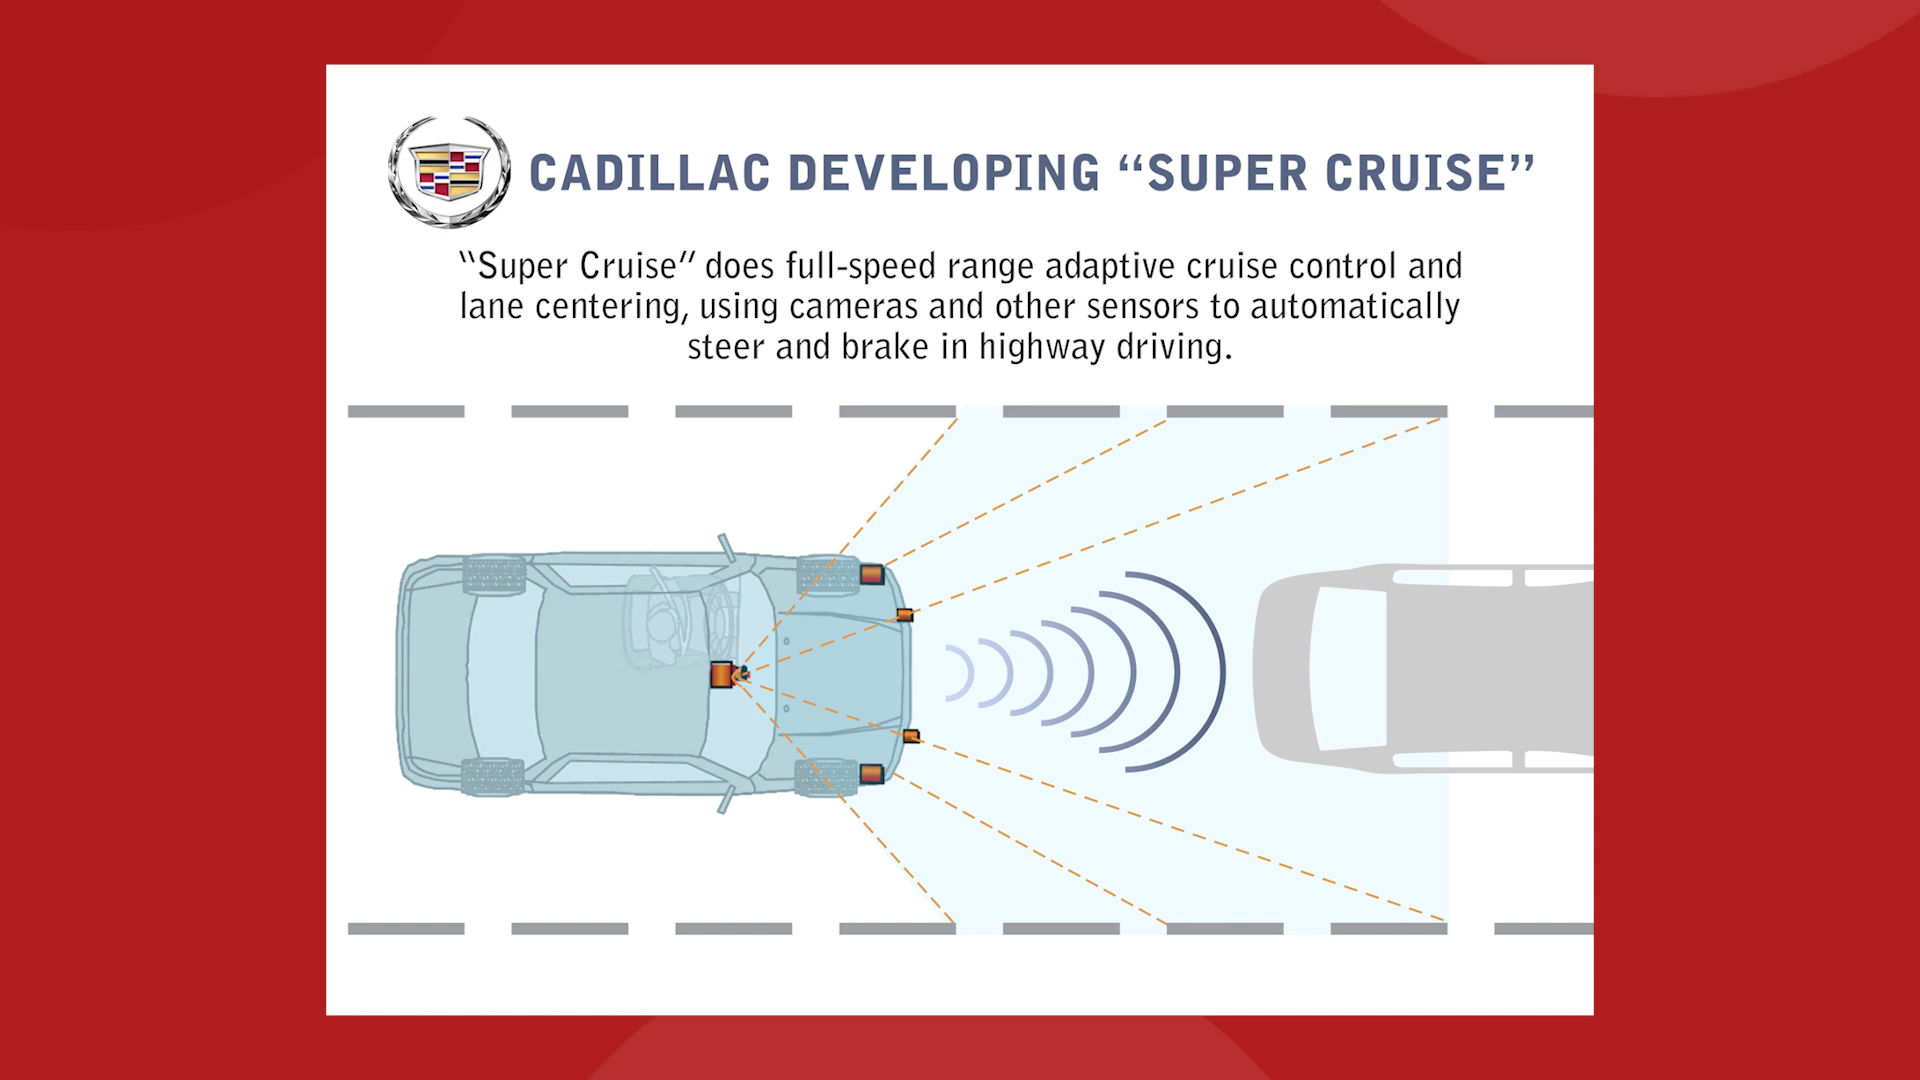 CADILLAC DEVELOPING “SUPER CRUISE”
“Super Cruise” does full-speed range adaptive cruise control and
lane centering, using cameras and other sensors to automatically
steer and brake in highway driving.